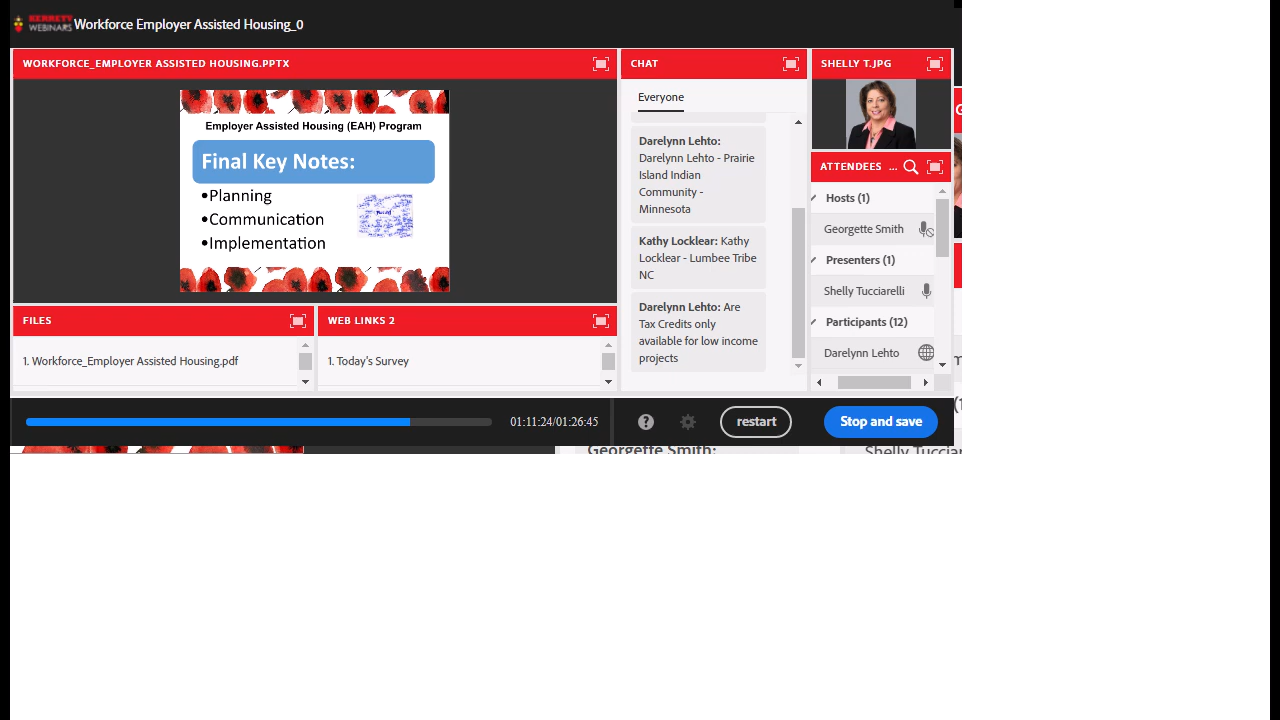 KERRETT
WEBINARS
Workforce Employer Assisted Housing_0
WORKFORCE_EMPLOYER ASSISTED HOUSING.PPTX
Employer Assisted Housing (EAH) Program
Final Key Notes:
•Planning
•Communication
•Implementation
FILES
1. Workforce_Employer Assisted Housing.pdf
WEB LINKS 2
1. Today's Survey
CHAT
Everyone
Darelynn Lehto:
Darelynn Lehto - Prairie
Island Indian
Community -
Minnesota
Kathy Locklear: Kathy
Locklear - Lumbee Tribe
NC
Darelynn Lehto: Are
Tax Credits only
available for low income
projects
SHELLY T.JPG
ATTENDEES ...
Hosts (1)
Georgette Smith
Presenters (1)
Shelly Tucciarelli
Participants (12)
Darelynn Lehto
01:11:24/01:26:45
restart
Stop and save
Georgette Smith:
Shelly Tucciar